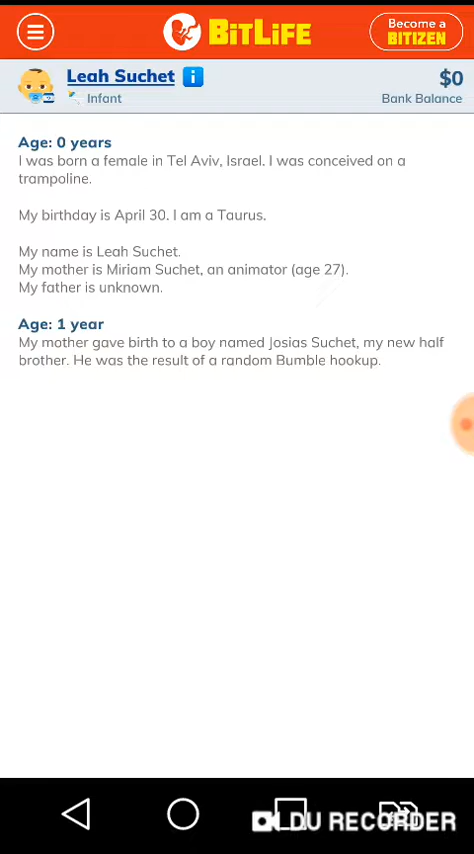 BITLIFE
Become a
BITIZEN
Leah Suchet
Infant
$0
Bank Balance
Age: 0 years
I was born a female in Tel Aviv, Israel. I was conceived on a
trampoline.
My birthday is April 30. I am a Taurus.
My name is Leah Suchet.
My mother is Miriam Suchet, an animator (age 27).
My father is unknown.
Age: 1 year
My mother gave birth to a boy named Josias Suchet, my new half
brother. He was the result of a random Bumble hookup.
DU RECORDER